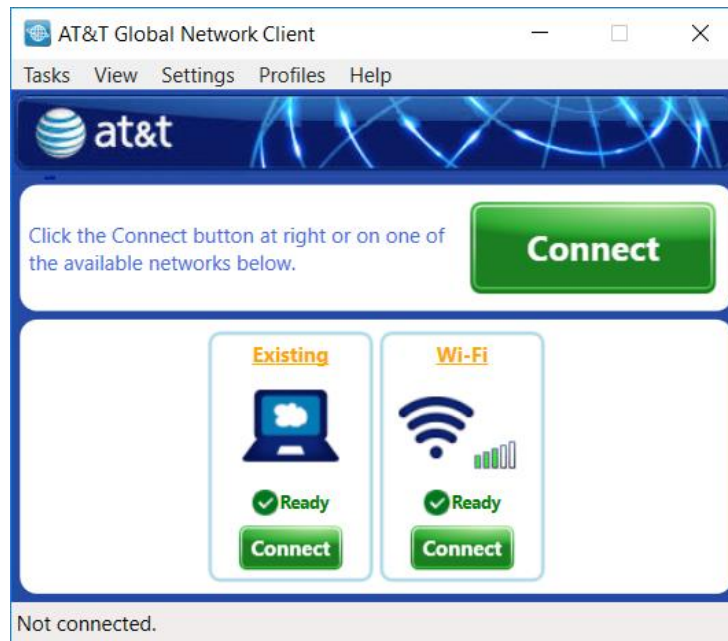 AT&T Global Network Client
Tasks View Settings Profiles Help
at&t
Click the Connect button at right or on one of
the available networks below.
Connect
Existing
Wi-Fi
Ready
Ready
Connect
Connect
Not connected.